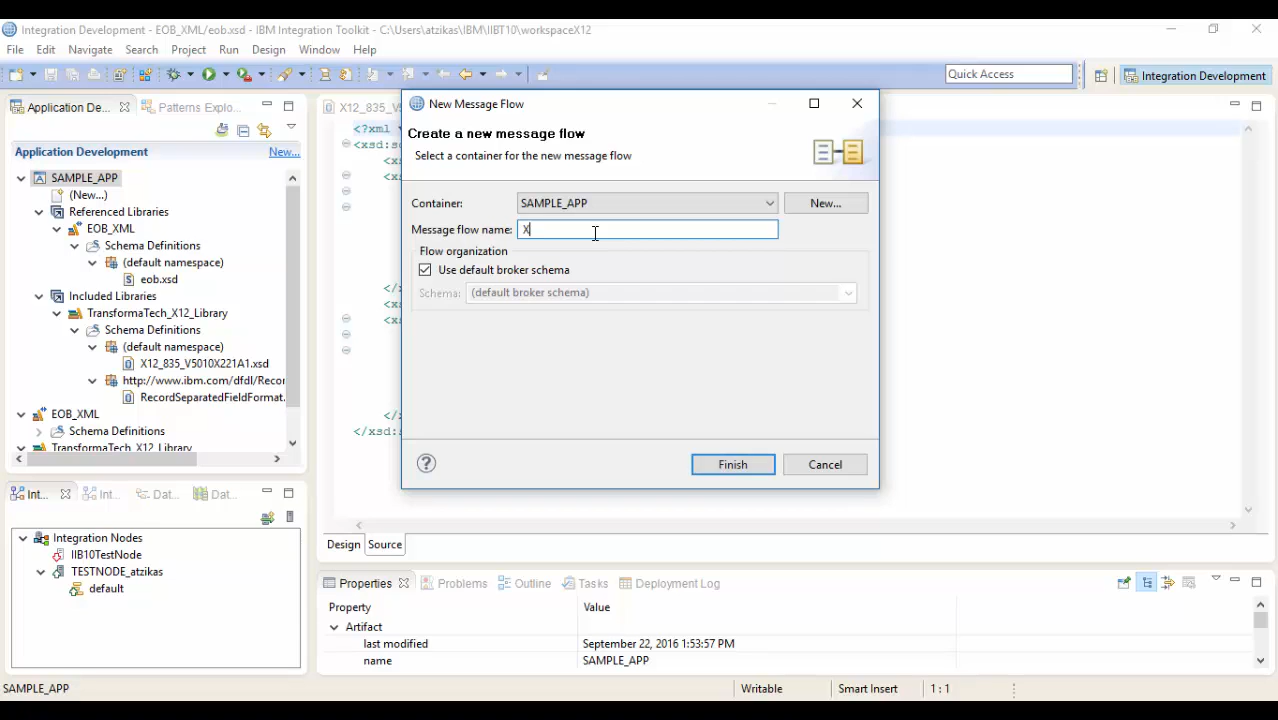 Integration Development - EOB_XML/eob.xsd - IBM Integration Toolkit - C:\Users\atzikas\IBM\IIBT10\workspaceX12
File Edit Navigate Search Project Run Design Window Help
Quick Access
Integration Development
Application De...
Patterns Explo...
X12_835_V5
Application Development
New...
SAMPLE_APP
(New...)
Referenced Libraries
EOB_XML
Schema Definitions
(default namespace)
eob.xsd
Included Libraries
TransformaTech_X12_Library
Schema Definitions
(default namespace)
X12_835_V5010X221A1.xsd
http://www.ibm.com/dfdl/Recor
RecordSeparatedFieldFormat.
EOB_XML
Schema Definitions
TransformaTech_X12_Library
<?xml
<xsd:s
<xs
<xs
</
<xs
<xs
</
</xsd:
New Message Flow
Create a new message flow
Select a container for the new message flow
Container: SAMPLE_APP New...
Message flow name: X
Flow organization
Use default broker schema
Schema: (default broker schema)
Finish Cancel
Int... Int... Dat... Dat...
Integration Nodes
IIB10TestNode
TESTNODE_atzikas
default
Design Source
Properties Problems Outline Tasks Deployment Log
Property Value
Artifact
last modified September 22, 2016 1:53:57 PM
name SAMPLE_APP
SAMPLE_APP Writable Smart Insert 1 : 1